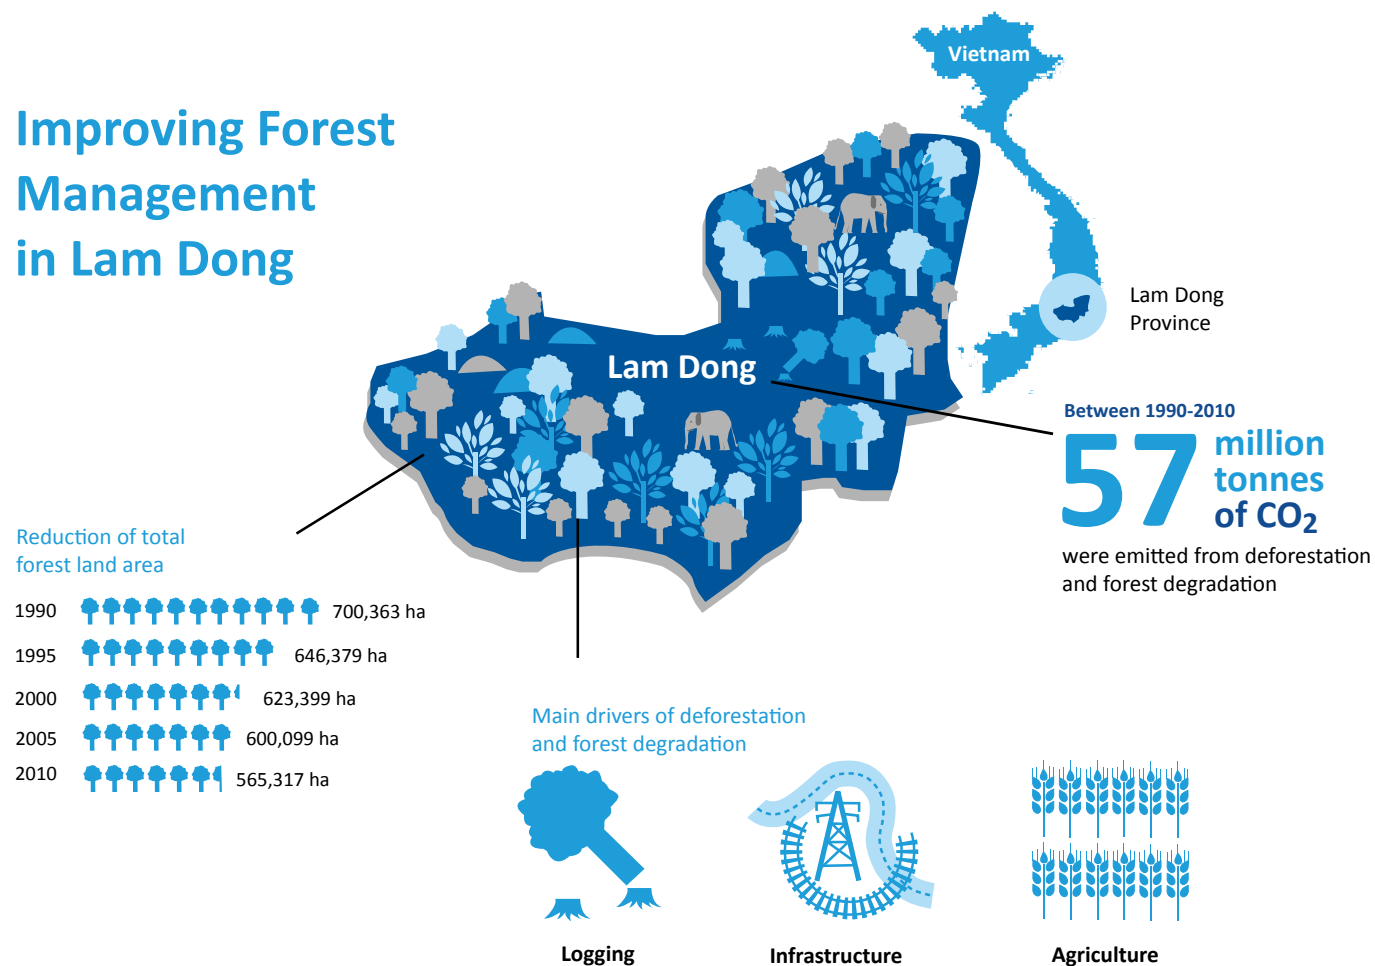 Improving Forest
Management
in Lam Dong
Vietnam
Lam Dong
Province
Lam Dong
Between 1990-2010
57 million
tonnes
of CO2
were emitted from deforestation
and forest degradation
Reduction of total
forest land area
1990 700,363 ha
1995 646,379 ha
2000 623,399 ha
2005 600,099 ha
2010 565,317 ha
Main drivers of deforestation
and forest degradation
Logging
Infrastructure
Agriculture